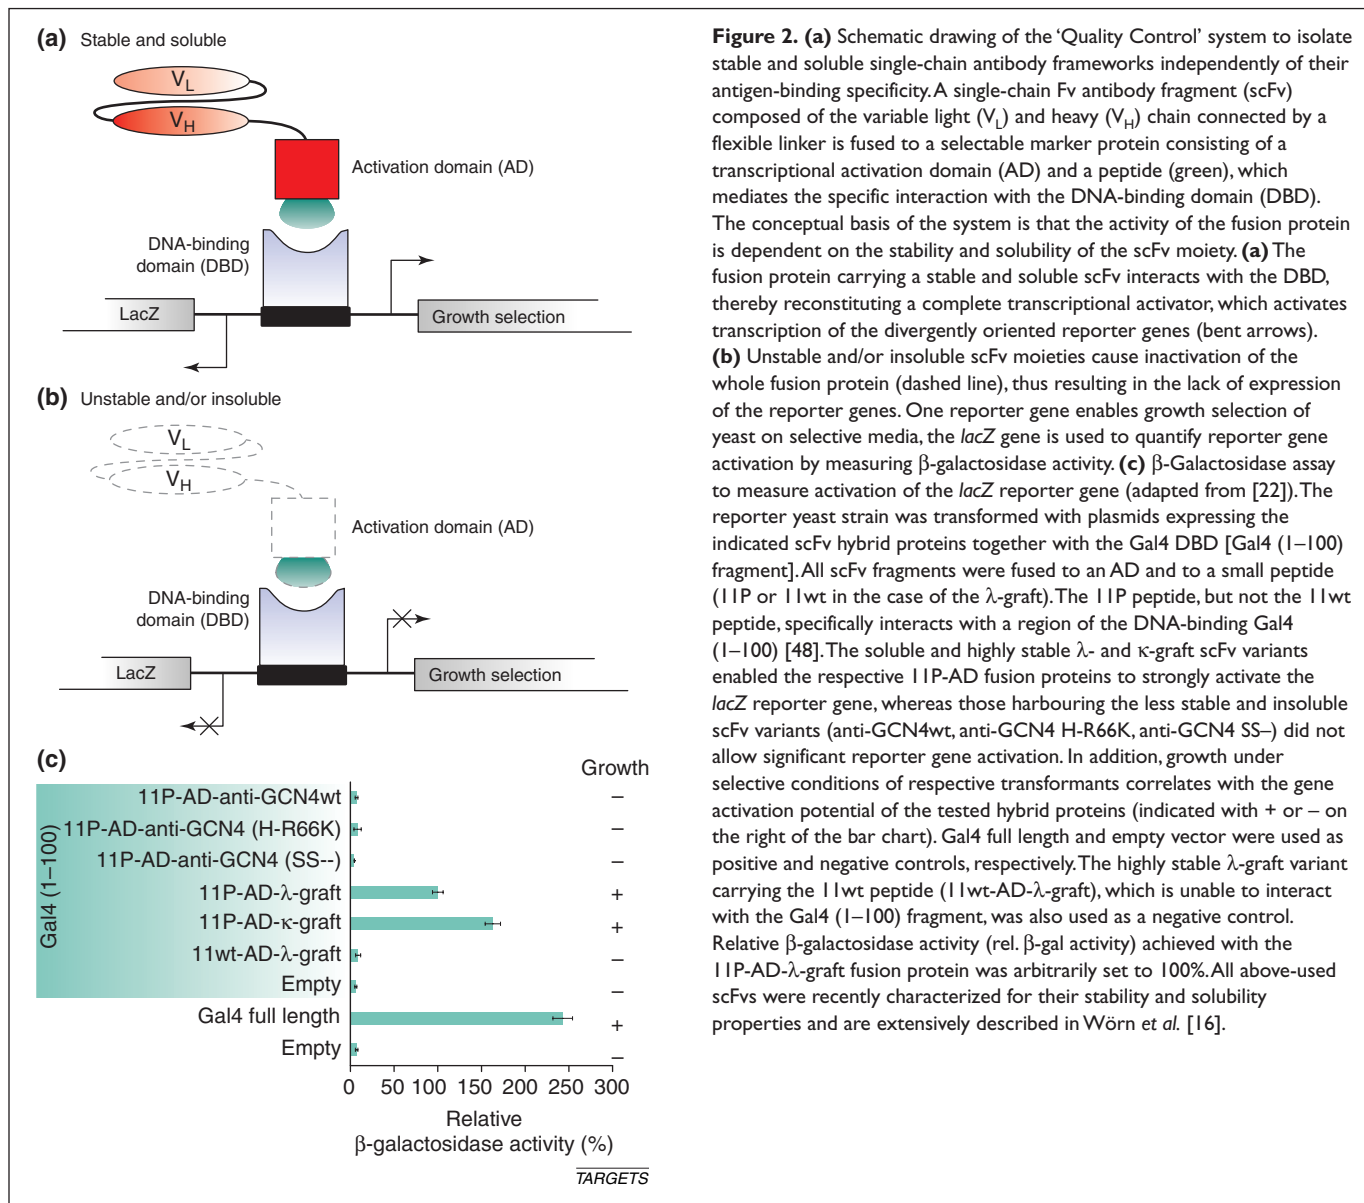 (a) Stable and soluble
V_L
V_H
Activation domain (AD)
DNA-binding
domain (DBD)
LacZ
Growth selection
(b) Unstable and/or insoluble
V_L
V_H
Activation domain (AD)
DNA-binding
domain (DBD)
LacZ
Growth selection
(c)
Growth
Gal4 (1–100)
11P-AD-anti-GCN4wt –
11P-AD-anti-GCN4 (H-R66K) –
11P-AD-anti-GCN4 (SS--) –
11P-AD-λ-graft +
11P-AD-κ-graft +
11wt-AD-λ-graft –
Empty –
Gal4 full length +
Empty –
0 50 100 150 200 250 300
Relative
β-galactosidase activity (%)
TARGETS
Figure 2. (a) Schematic drawing of the ‘Quality Control’ system to isolate
stable and soluble single-chain antibody frameworks independently of their
antigen-binding specificity. A single-chain Fv antibody fragment (scFv)
composed of the variable light (V_L) and heavy (V_H) chain connected by a
flexible linker is fused to a selectable marker protein consisting of a
transcriptional activation domain (AD) and a peptide (green), which
mediates the specific interaction with the DNA-binding domain (DBD).
The conceptual basis of the system is that the activity of the fusion protein
is dependent on the stability and solubility of the scFv moiety. (a) The
fusion protein carrying a stable and soluble scFv interacts with the DBD,
thereby reconstituting a complete transcriptional activator, which activates
transcription of the divergently oriented reporter genes (bent arrows).
(b) Unstable and/or insoluble scFv moieties cause inactivation of the
whole fusion protein (dashed line), thus resulting in the lack of expression
of the reporter genes. One reporter gene enables growth selection of
yeast on selective media, the lacZ gene is used to quantify reporter gene
activation by measuring β-galactosidase activity. (c) β-Galactosidase assay
to measure activation of the lacZ reporter gene (adapted from [22]). The
reporter yeast strain was transformed with plasmids expressing the
indicated scFv hybrid proteins together with the Gal4 DBD [Gal4 (1–100)
fragment]. All scFv fragments were fused to an AD and to a small peptide
(11P or 11wt in the case of the λ-graft). The 11P peptide, but not the 11wt
peptide, specifically interacts with a region of the DNA-binding Gal4
(1–100) [48]. The soluble and highly stable λ- and κ-graft scFv variants
enabled the respective 11P-AD fusion proteins to strongly activate the
lacZ reporter gene, whereas those harbouring the less stable and insoluble
scFv variants (anti-GCN4wt, anti-GCN4 H-R66K, anti-GCN4 SS–) did not
allow significant reporter gene activation. In addition, growth under
selective conditions of respective transformants correlates with the gene
activation potential of the tested hybrid proteins (indicated with + or – on
the right of the bar chart). Gal4 full length and empty vector were used as
positive and negative controls, respectively. The highly stable λ-graft variant
carrying the 11wt peptide (11wt-AD-λ-graft), which is unable to interact
with the Gal4 (1–100) fragment, was also used as a negative control.
Relative β-galactosidase activity (rel. β-gal activity) achieved with the
11P-AD-λ-graft fusion protein was arbitrarily set to 100%. All above-used
scFvs were recently characterized for their stability and solubility
properties and are extensively described in Wörn et al. [16].